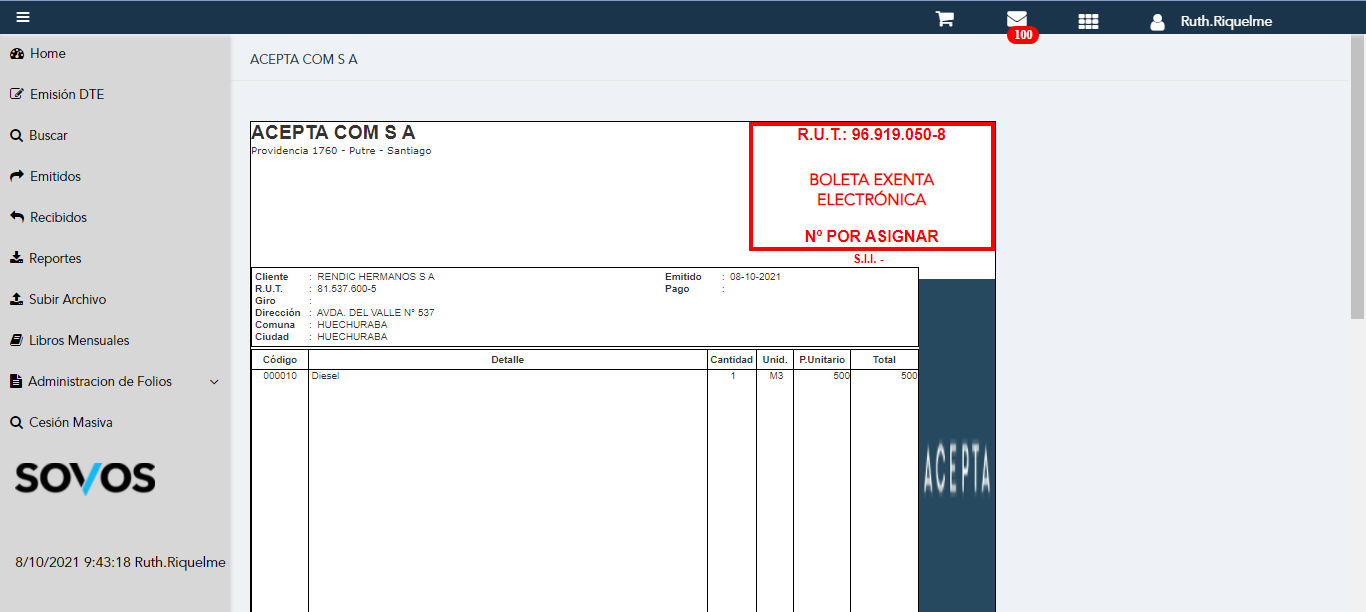 100
Ruth.Riquelme
Home
Emisión DTE
Buscar
Emitidos
Recibidos
Reportes
Subir Archivo
Libros Mensuales
Administracion de Folios
Cesión Masiva
SOVOS
8/10/2021 9:43:18 Ruth.Riquelme
ACEPTA COM S A
ACEPTA COM S A
Providencia 1760 - Putre - Santiago
R.U.T.: 96.919.050-8
BOLETA EXENTA
ELECTRÓNICA
Nº POR ASIGNAR
S.I.I. -
Cliente : RENDIC HERMANOS S A Emitido : 08-10-2021
R.U.T. : 81.537.600-5 Pago :
Giro :
Dirección : AVDA. DEL VALLE N° 537
Comuna : HUECHURABA
Ciudad : HUECHURABA
Código Detalle Cantidad Unid. P.Unitario Total
000010 Diesel 1 M3 500 500
ACEPTA